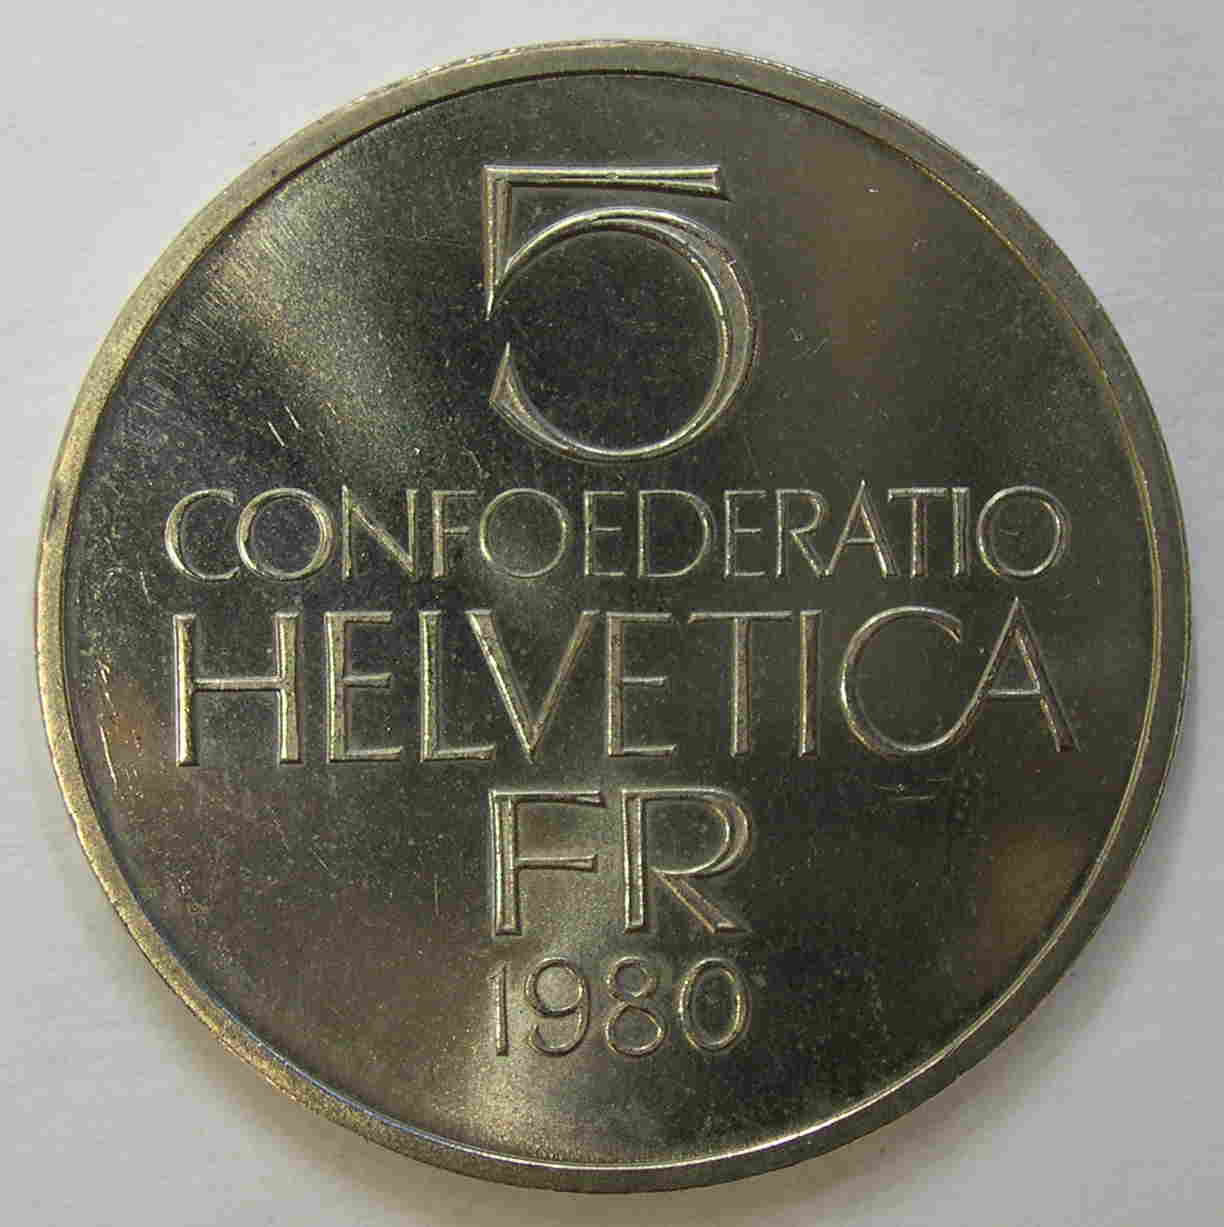 5
CONFOEDERATIO
HELVETICA
FR
1980